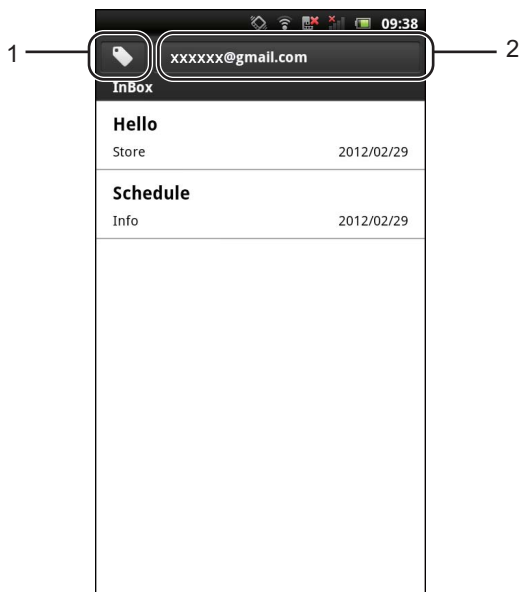 09:38
1
xxxxxx@gmail.com
2
InBox
Hello
Store 2012/02/29
Schedule
Info 2012/02/29